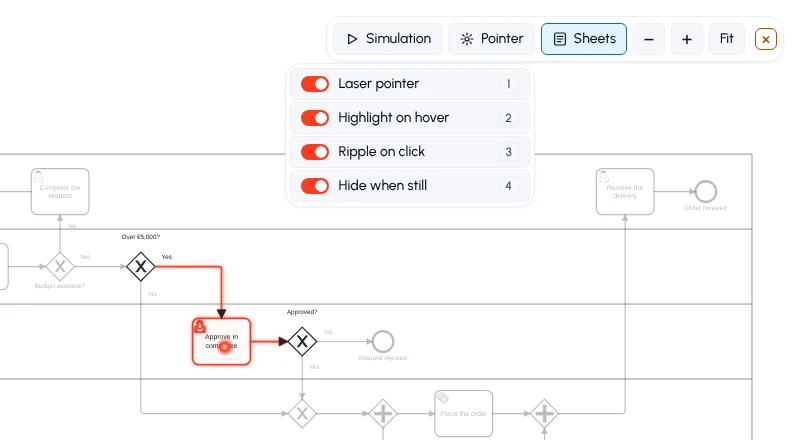 Simulation
Pointer
Sheets
Fit
Laser pointer
1
Highlight on hover
2
Ripple on click
3
Hide when still
4
Complete the
request
Receive the
delivery
Order received
No
Over €5,000?
Yes
Yes
Budget available?
No
Approved?
Approve in
No
Request rejected
Yes
Place the order